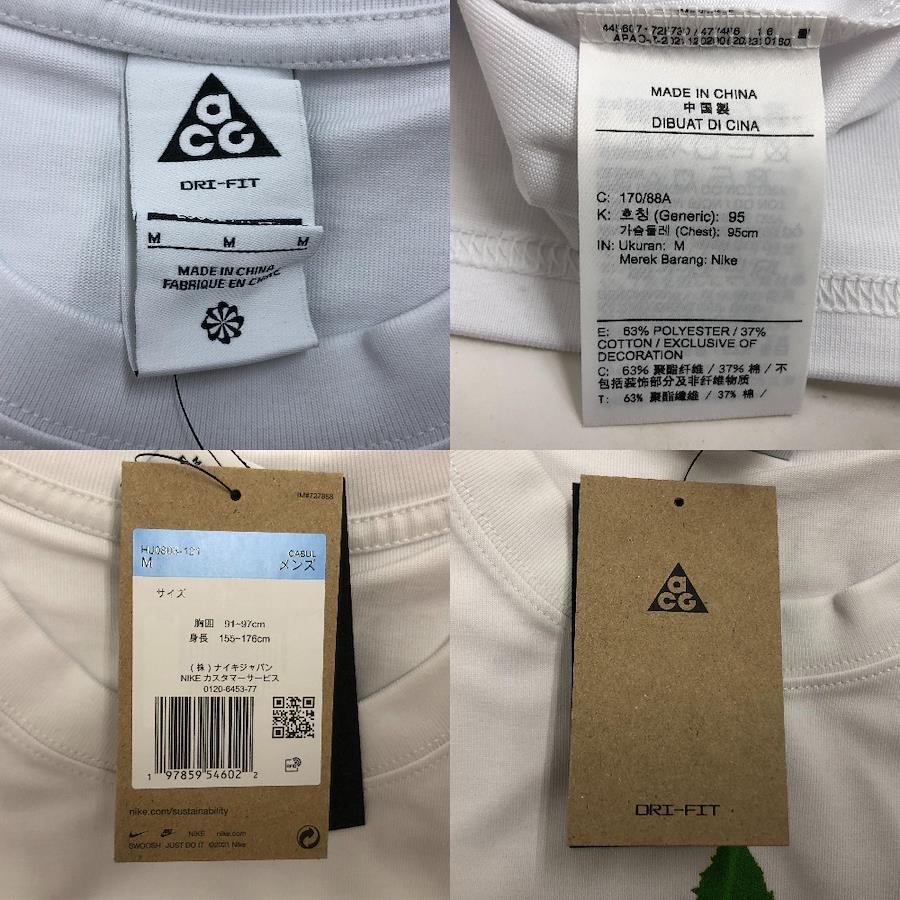 acG
DRI-FIT
M M M
MADE IN CHINA
FABRIQUE EN CHINE
MADE IN CHINA
中国製
DIBUAT DI CINA
C: 170/88A
K: 호칭 (Generic): 95
가슴둘레 (Chest): 95cm
IN: Ukuran: M
Merek Barang: Nike
E: 63% POLYESTER / 37%
COTTON / EXCLUSIVE OF
DECORATION
C: 63% 聚酯纤维 / 37% 棉 / 不
包括装饰部分及非纤维物质
T: 63% 聚酯纖維 / 37% 棉 /
M
CASUL
メンズ
サイズ
胸囲 91~97cm
身長 155~176cm
(株)ナイキジャパン
NIKE カスタマーサービス
0120-6453-77
1 97859 54602 2
nike.com/sustainability
NIKE nike.com
SWOOSH JUST DO IT ©2021 Nike
acG
DRI-FIT